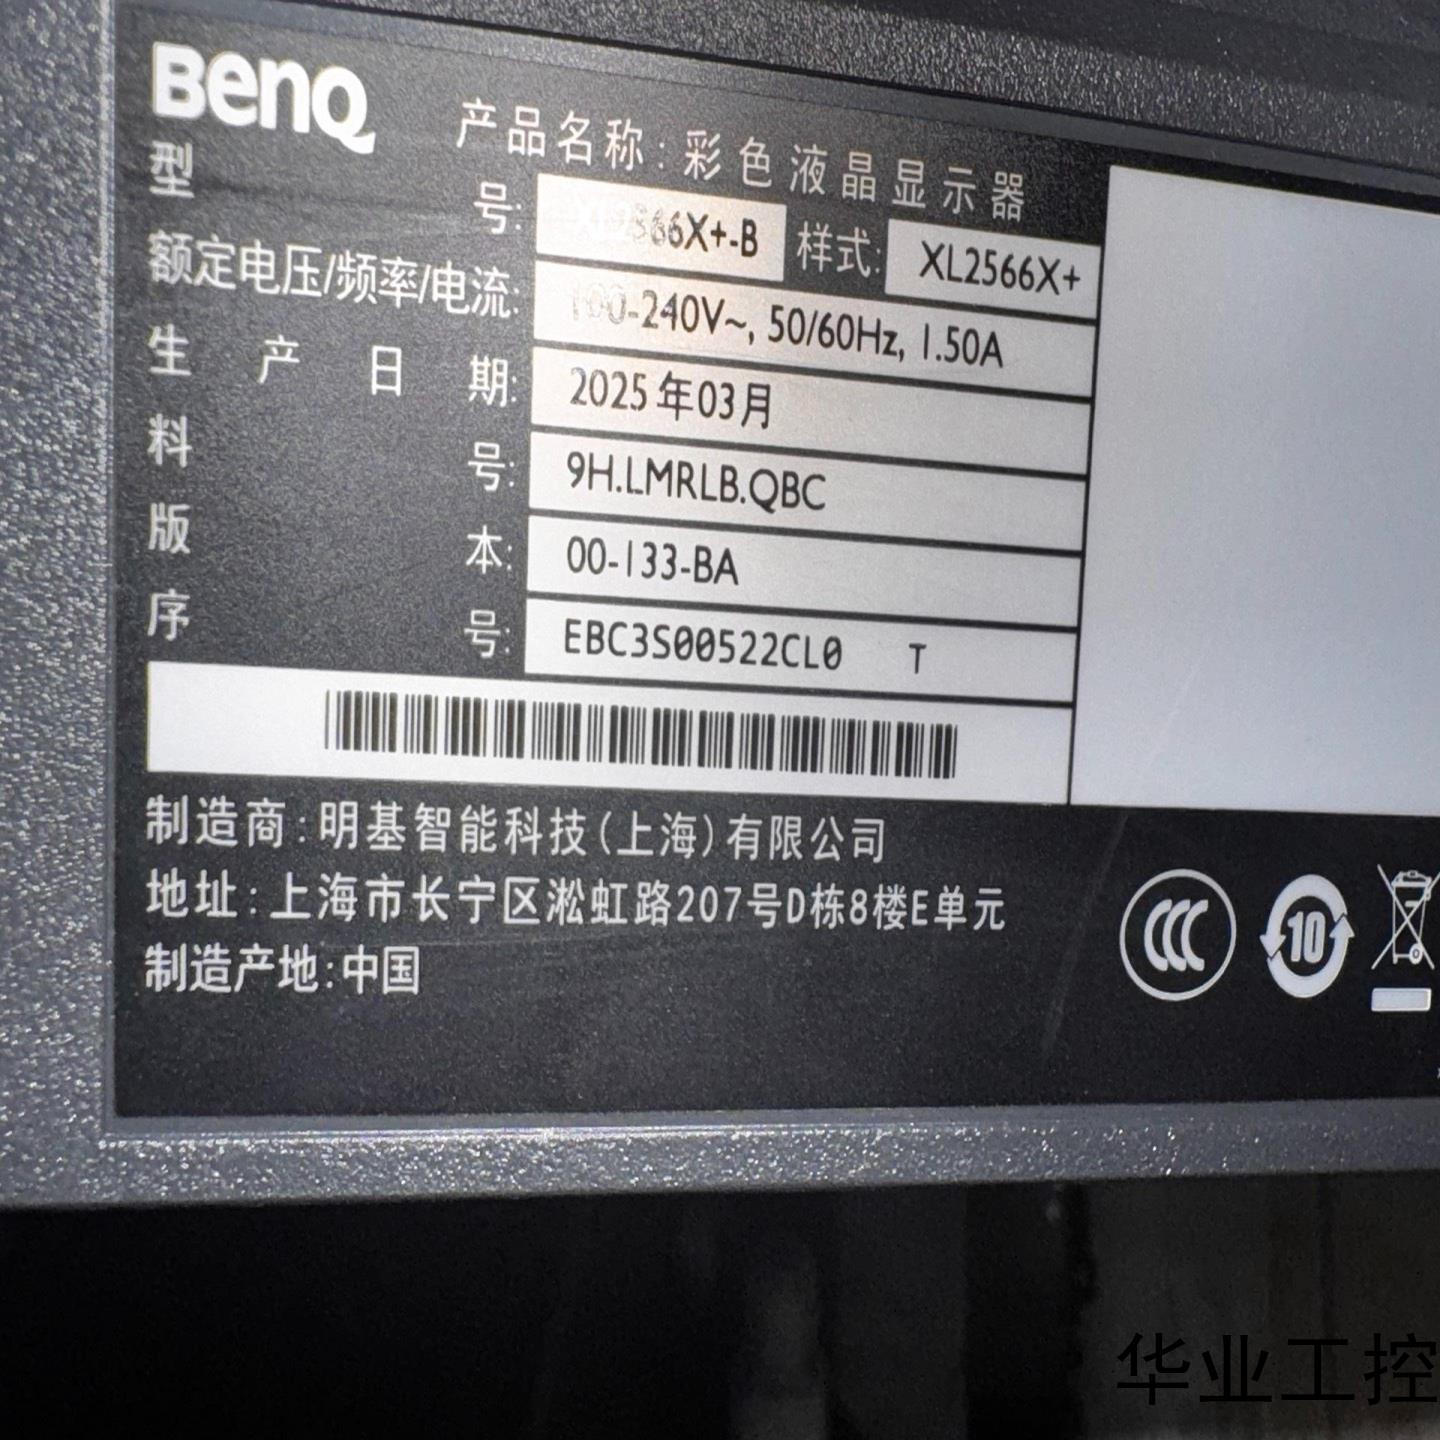 BenQ
产品名称:彩色液晶显示器
型号: XL2566X+-B 样式: XL2566X+
额定电压/频率/电流: 100-240V~, 50/60Hz, 1.50A
生产日期: 2025年03月
料号: 9H.LMRLB.QBC
版本: 00-133-BA
序号: EBC3S00522CL0 T
制造商:明基智能科技(上海)有限公司
地址:上海市长宁区淞虹路207号D栋8楼E单元
制造产地:中国
CCC
10
华业工控